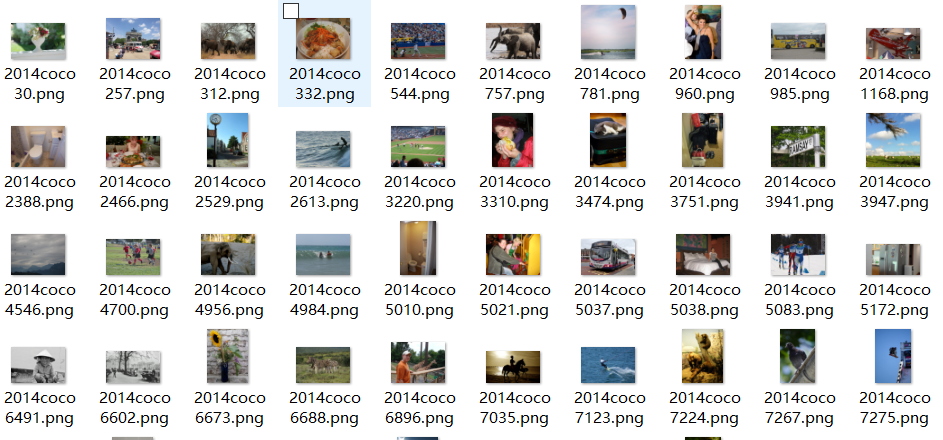 2014coco 2014coco 2014coco 2014coco 2014coco 2014coco 2014coco 2014coco 2014coco 2014coco
30.png 257.png 312.png 332.png 544.png 757.png 781.png 960.png 985.png 1168.png
RAMSAY
2014coco 2014coco 2014coco 2014coco 2014coco 2014coco 2014coco 2014coco 2014coco 2014coco
2388.png 2466.png 2529.png 2613.png 3220.png 3310.png 3474.png 3751.png 3941.png 3947.png
2014coco 2014coco 2014coco 2014coco 2014coco 2014coco 2014coco 2014coco 2014coco 2014coco
4546.png 4700.png 4956.png 4984.png 5010.png 5021.png 5037.png 5038.png 5083.png 5172.png
2014coco 2014coco 2014coco 2014coco 2014coco 2014coco 2014coco 2014coco 2014coco 2014coco
6491.png 6602.png 6673.png 6688.png 6896.png 7035.png 7123.png 7224.png 7267.png 7275.png